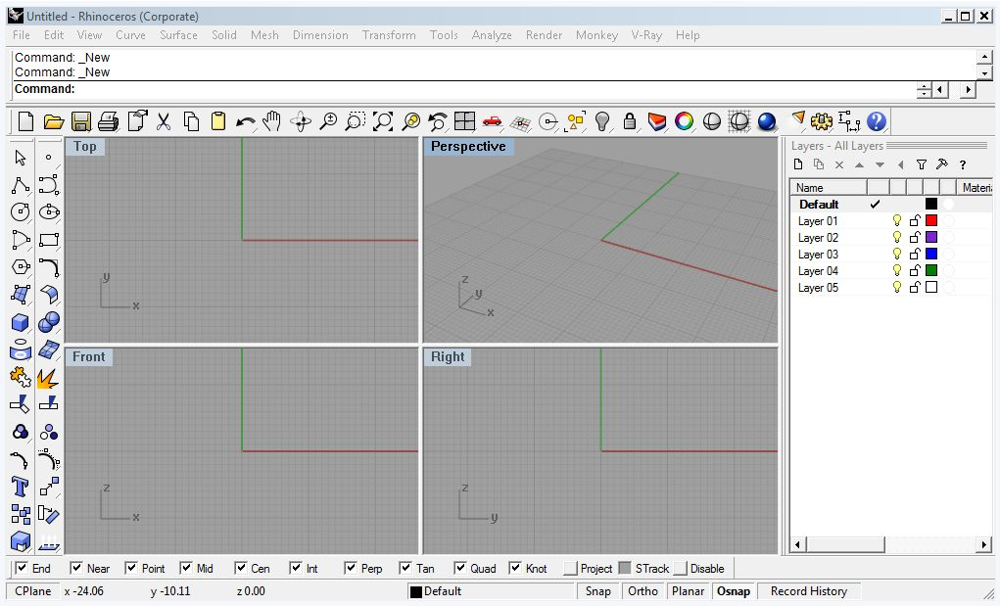 Untitled - Rhinoceros (Corporate)
File Edit View Curve Surface Solid Mesh Dimension Transform Tools Analyze Render Monkey V-Ray Help
Command: _New
Command: _New
Command:
Top
Perspective
Layers - All Layers
?
Name Materi
Default
Layer 01
Layer 02
Layer 03
Layer 04
Layer 05
y
x
z
y
x
Front
Right
z
x
z
y
End Near Point Mid Cen Int Perp Tan Quad Knot Project STrack Disable
CPlane x -24.06 y -10.11 z 0.00 Default Snap Ortho Planar Osnap Record History